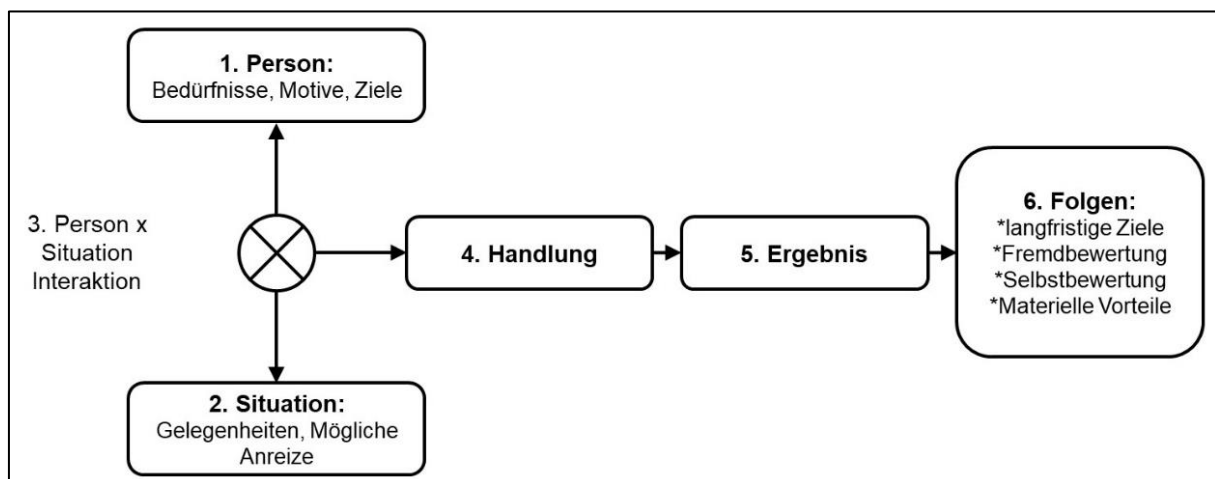 1. Person:
Bedürfnisse, Motive, Ziele
3. Person x
Situation
Interaktion
4. Handlung
5. Ergebnis
6. Folgen:
*langfristige Ziele
*Fremdbewertung
*Selbstbewertung
*Materielle Vorteile
2. Situation:
Gelegenheiten, Mögliche
Anreize